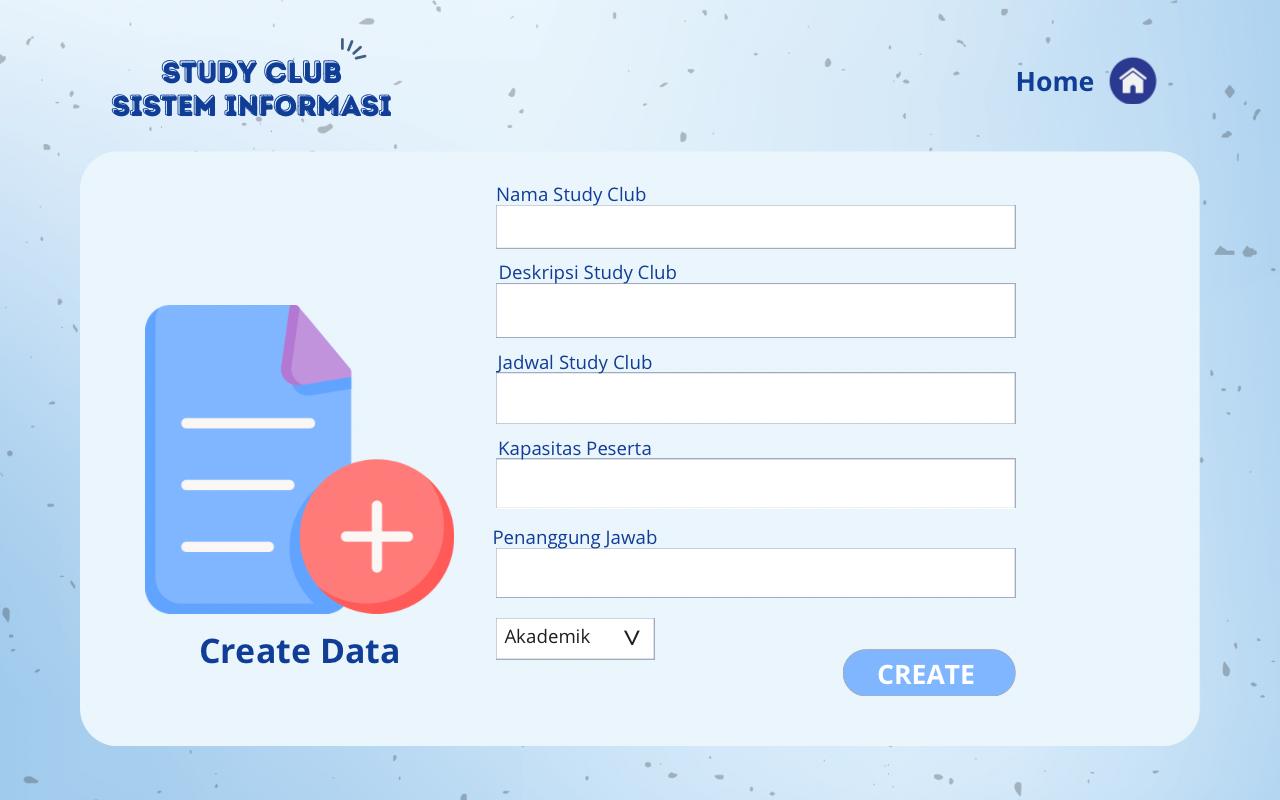 STUDY CLUB
SISTEM INFORMASI
Home
Nama Study Club
Deskripsi Study Club
Jadwal Study Club
Kapasitas Peserta
Penanggung Jawab
Akademik
CREATE
Create Data